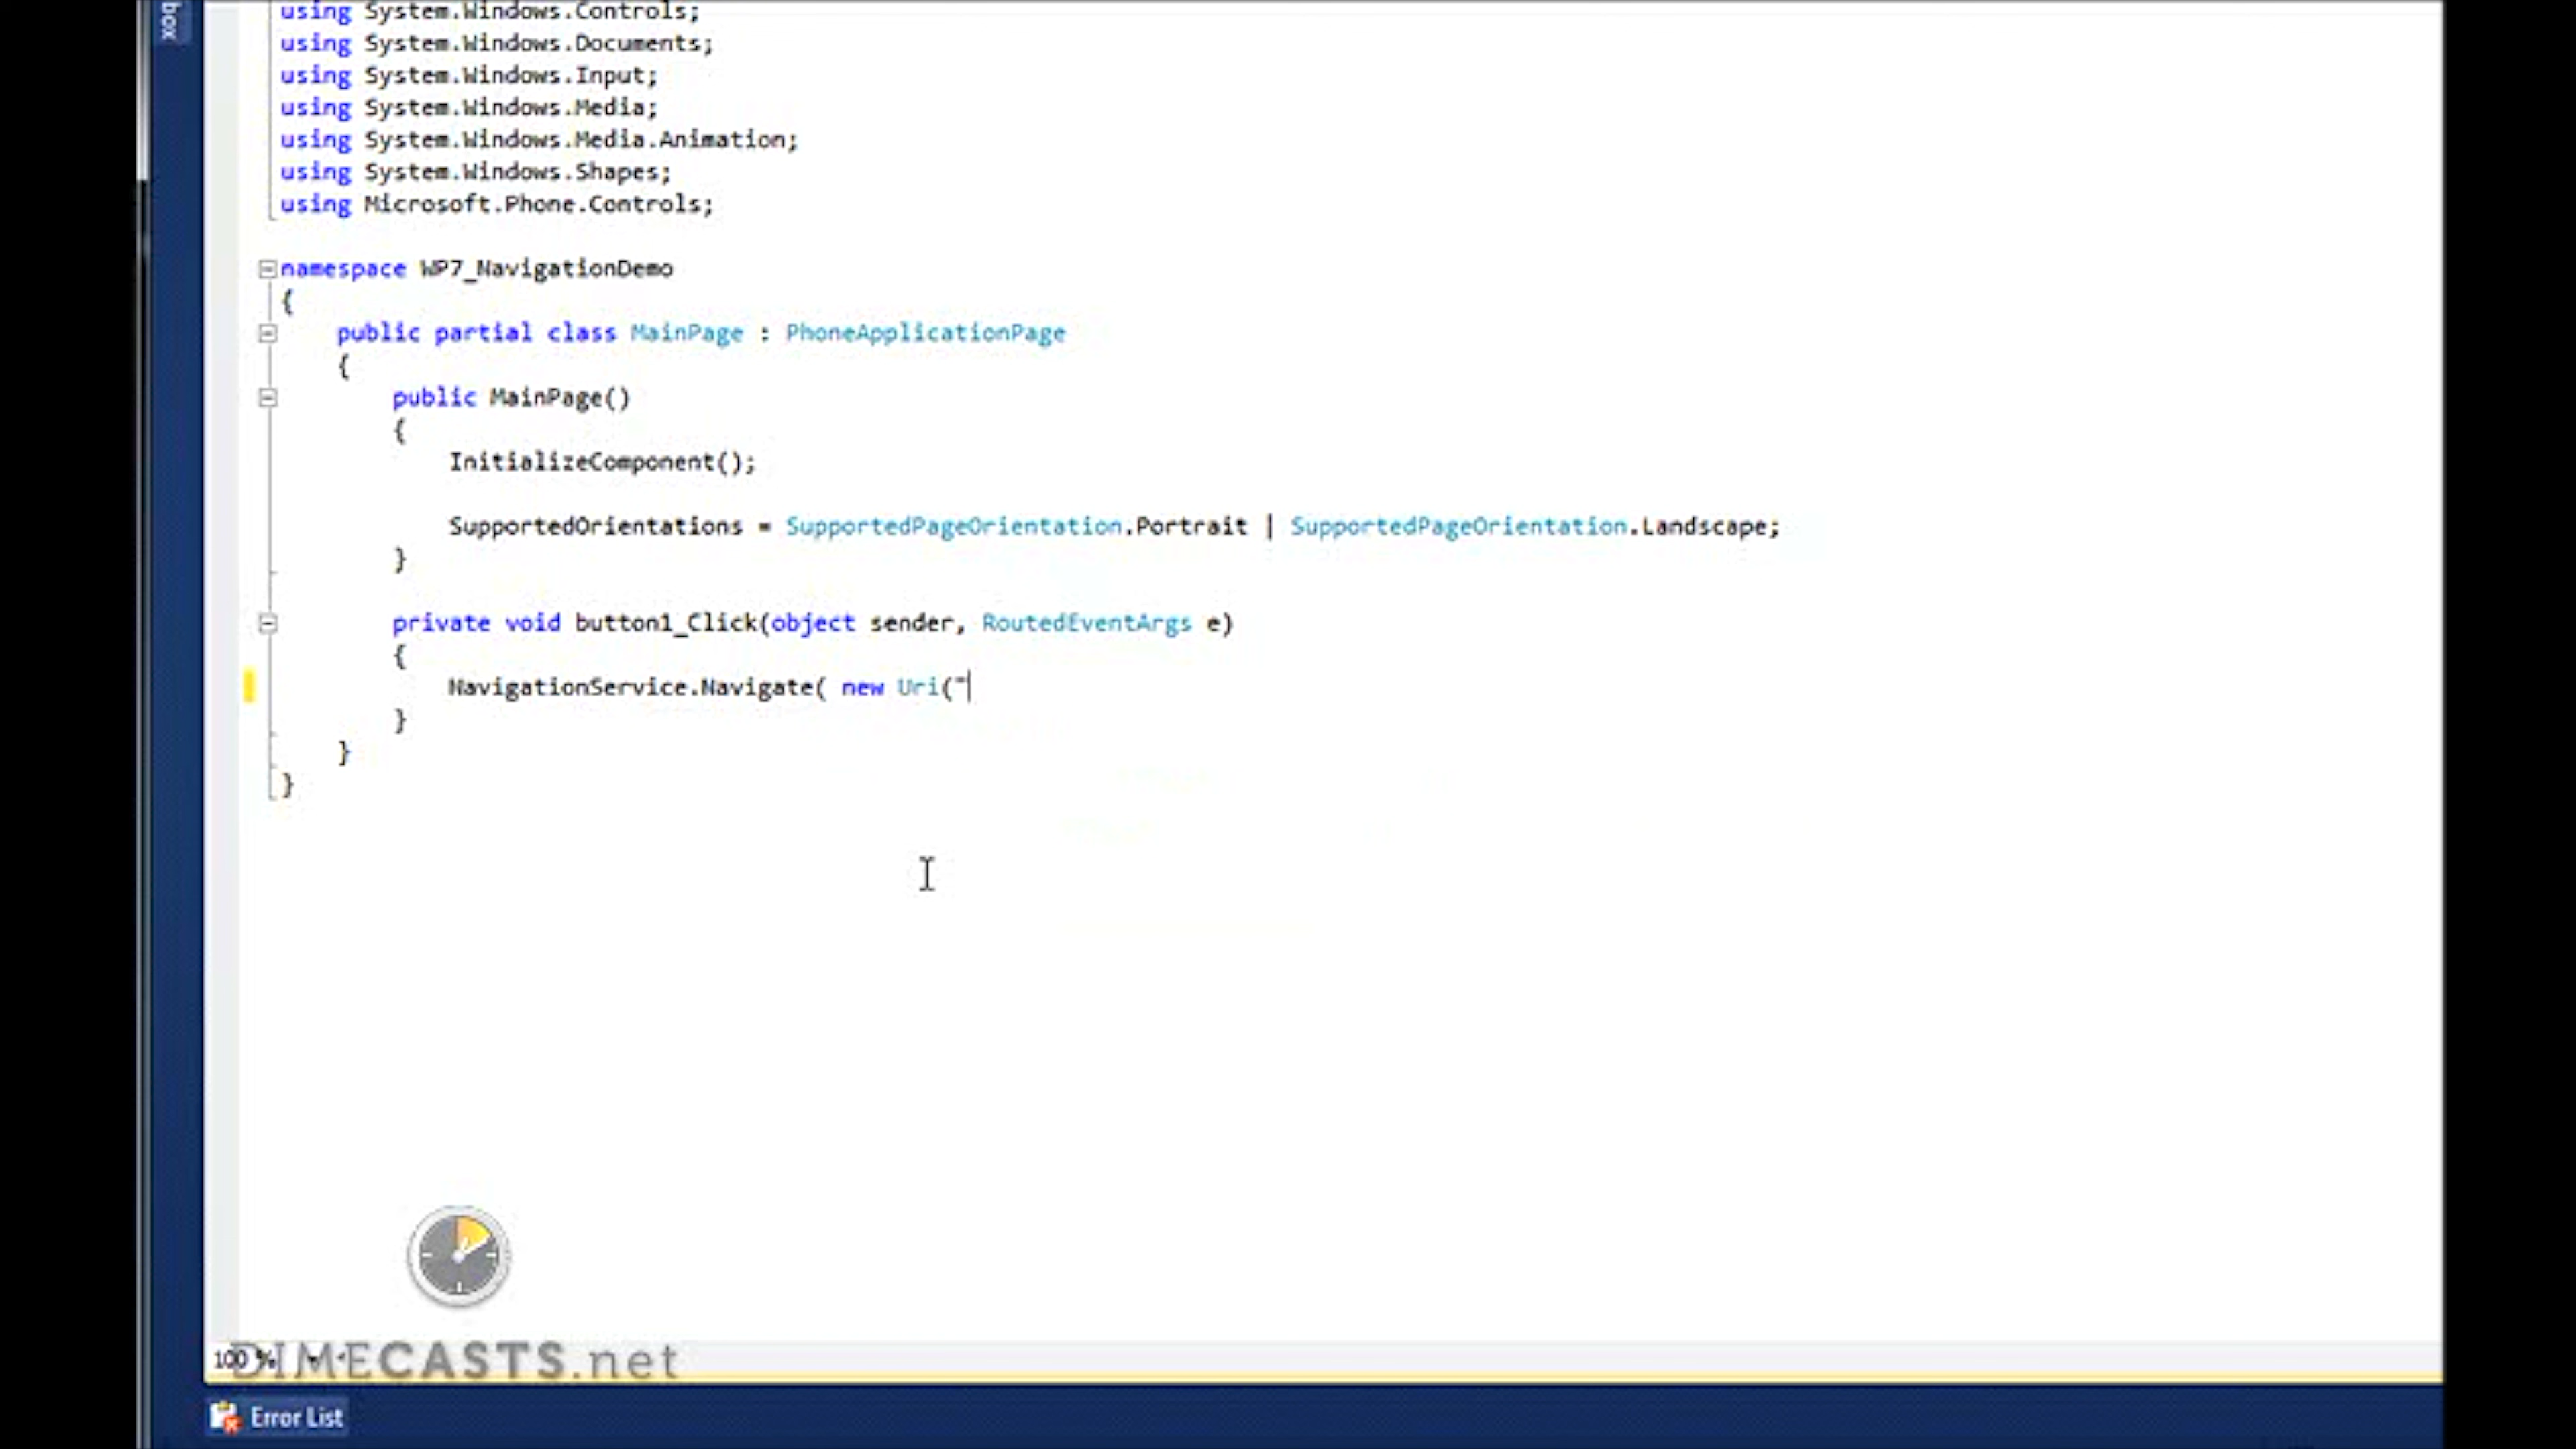 box
using System.Windows.Controls;
using System.Windows.Documents;
using System.Windows.Input;
using System.Windows.Media;
using System.Windows.Media.Animation;
using System.Windows.Shapes;
using Microsoft.Phone.Controls;
namespace WP7_NavigationDemo
{
public partial class MainPage : PhoneApplicationPage
{
public MainPage()
{
InitializeComponent();
SupportedOrientations = SupportedPageOrientation.Portrait | SupportedPageOrientation.Landscape;
}
private void button1_Click(object sender, RoutedEventArgs e)
{
NavigationService.Navigate( new Uri("
}
}
}
100 %
DIMECASTS.net
Error List